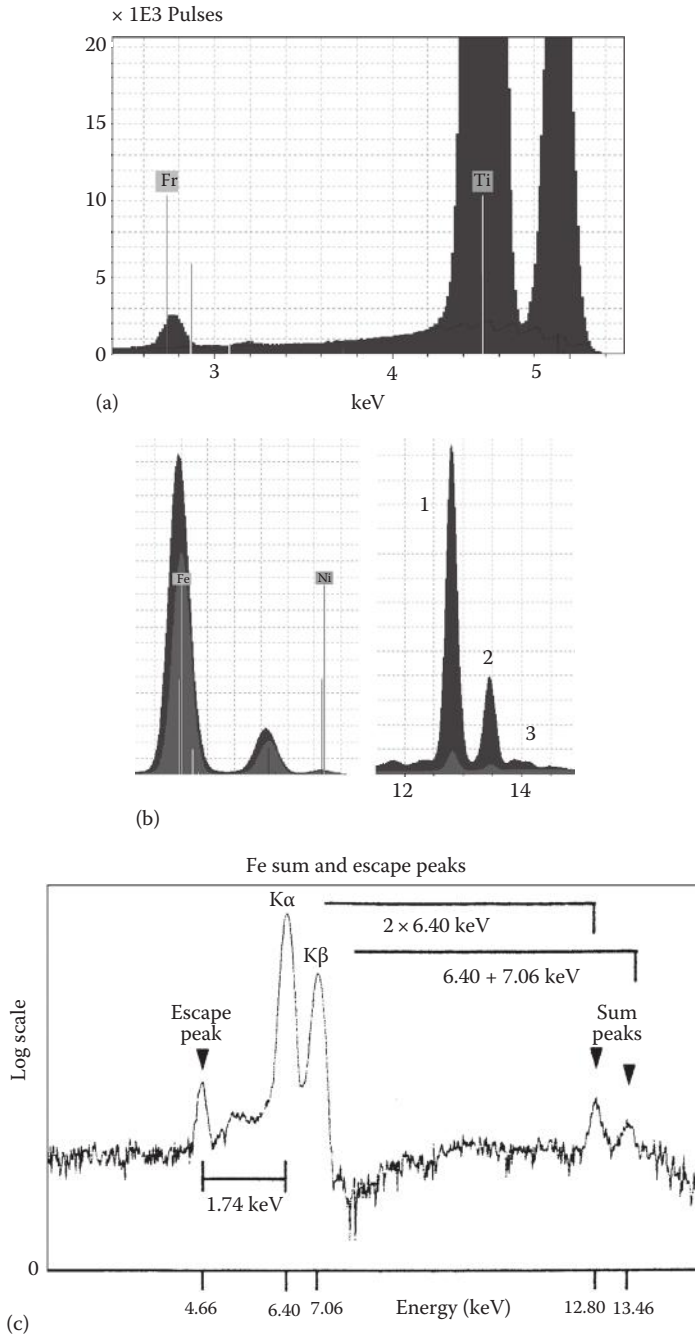 × 1E3 Pulses
20
15
10
5
0
Fr
Ti
3 4 5
keV
(a)
Fe
Ni
1
2
3
12 14
(b)
Fe sum and escape peaks
Kα
2 × 6.40 keV
Kβ
6.40 + 7.06 keV
Escape
peak
Sum
peaks
Log scale
1.74 keV
0
4.66 6.40 7.06 Energy (keV) 12.80 13.46
(c)